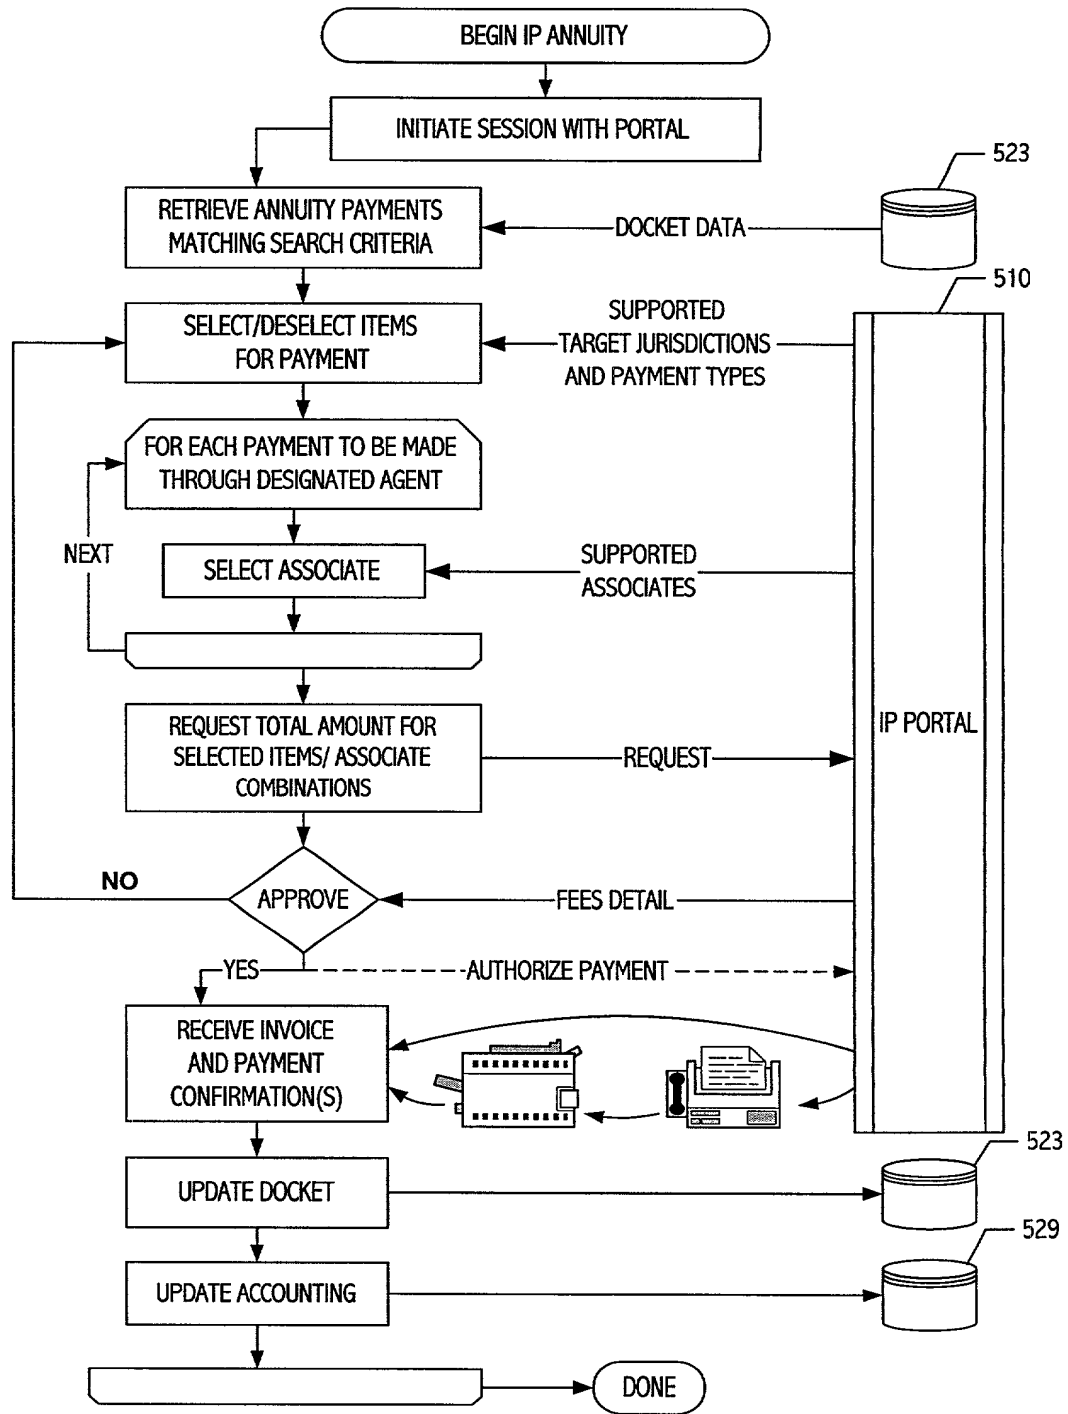 BEGIN IP ANNUITY
INITIATE SESSION WITH PORTAL
523
RETRIEVE ANNUITY PAYMENTS
MATCHING SEARCH CRITERIA
DOCKET DATA
510
SELECT/DESELECT ITEMS
FOR PAYMENT
SUPPORTED
TARGET JURISDICTIONS
AND PAYMENT TYPES
FOR EACH PAYMENT TO BE MADE
THROUGH DESIGNATED AGENT
NEXT
SELECT ASSOCIATE
SUPPORTED
ASSOCIATES
IP PORTAL
REQUEST TOTAL AMOUNT FOR
SELECTED ITEMS/ ASSOCIATE
COMBINATIONS
REQUEST
NO
APPROVE
FEES DETAIL
YES
AUTHORIZE PAYMENT
RECEIVE INVOICE
AND PAYMENT
CONFIRMATION(S)
523
UPDATE DOCKET
529
UPDATE ACCOUNTING
DONE